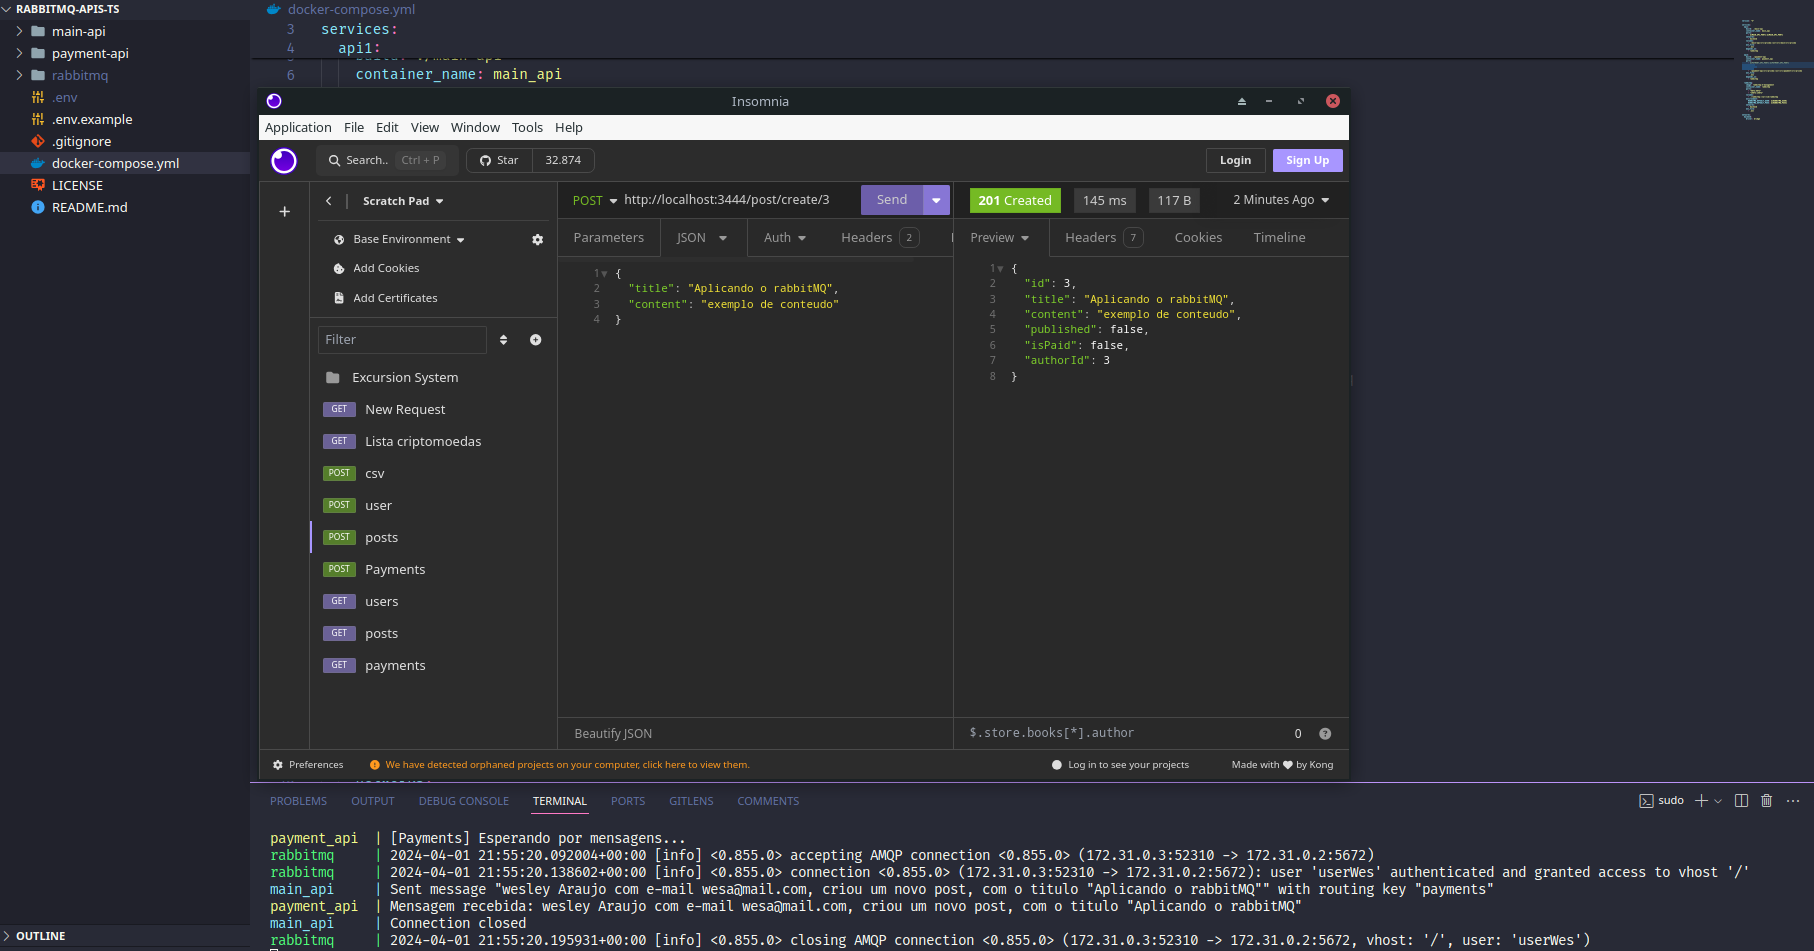 RABBITMQ-APIS-TS
main-api
payment-api
rabbitmq
.env
.env.example
.gitignore
docker-compose.yml
LICENSE
README.md
OUTLINE
docker-compose.yml
3 services:
4 api1:
6 container_name: main_api
Insomnia
Application File Edit View Window Tools Help
Search.. Ctrl + P Star 32.874 Login Sign Up
Scratch Pad
Base Environment
Add Cookies
Add Certificates
Filter
Excursion System
GET New Request
GET Lista criptomoedas
POST csv
POST user
POST posts
POST Payments
GET users
GET posts
GET payments
POST http://localhost:3444/post/create/3 Send
Parameters JSON Auth Headers 2
1 {
2 "title": "Aplicando o rabbitMQ",
3 "content": "exemplo de conteudo"
4 }
Beautify JSON
201 Created 145 ms 117 B 2 Minutes Ago
Preview Headers 7 Cookies Timeline
1 {
2 "id": 3,
3 "title": "Aplicando o rabbitMQ",
4 "content": "exemplo de conteudo",
5 "published": false,
6 "isPaid": false,
7 "authorId": 3
8 }
$.store.books[*].author 0 ?
Preferences We have detected orphaned projects on your computer, click here to view them. Log in to see your projects Made with ❤ by Kong
PROBLEMS OUTPUT DEBUG CONSOLE TERMINAL PORTS GITLENS COMMENTS sudo
payment_api | [Payments] Esperando por mensagens...
rabbitmq | 2024-04-01 21:55:20.092004+00:00 [info] <0.855.0> accepting AMQP connection <0.855.0> (172.31.0.3:52310 -> 172.31.0.2:5672)
rabbitmq | 2024-04-01 21:55:20.138602+00:00 [info] <0.855.0> connection <0.855.0> (172.31.0.3:52310 -> 172.31.0.2:5672): user 'userWes' authenticated and granted access to vhost '/'
main_api | Sent message "wesley Araujo com e-mail wesa@mail.com, criou um novo post, com o titulo "Aplicando o rabbitMQ"" with routing key "payments"
payment_api | Mensagem recebida: wesley Araujo com e-mail wesa@mail.com, criou um novo post, com o titulo "Aplicando o rabbitMQ"
main_api | Connection closed
rabbitmq | 2024-04-01 21:55:20.195931+00:00 [info] <0.855.0> closing AMQP connection <0.855.0> (172.31.0.3:52310 -> 172.31.0.2:5672, vhost: '/', user: 'userWes')